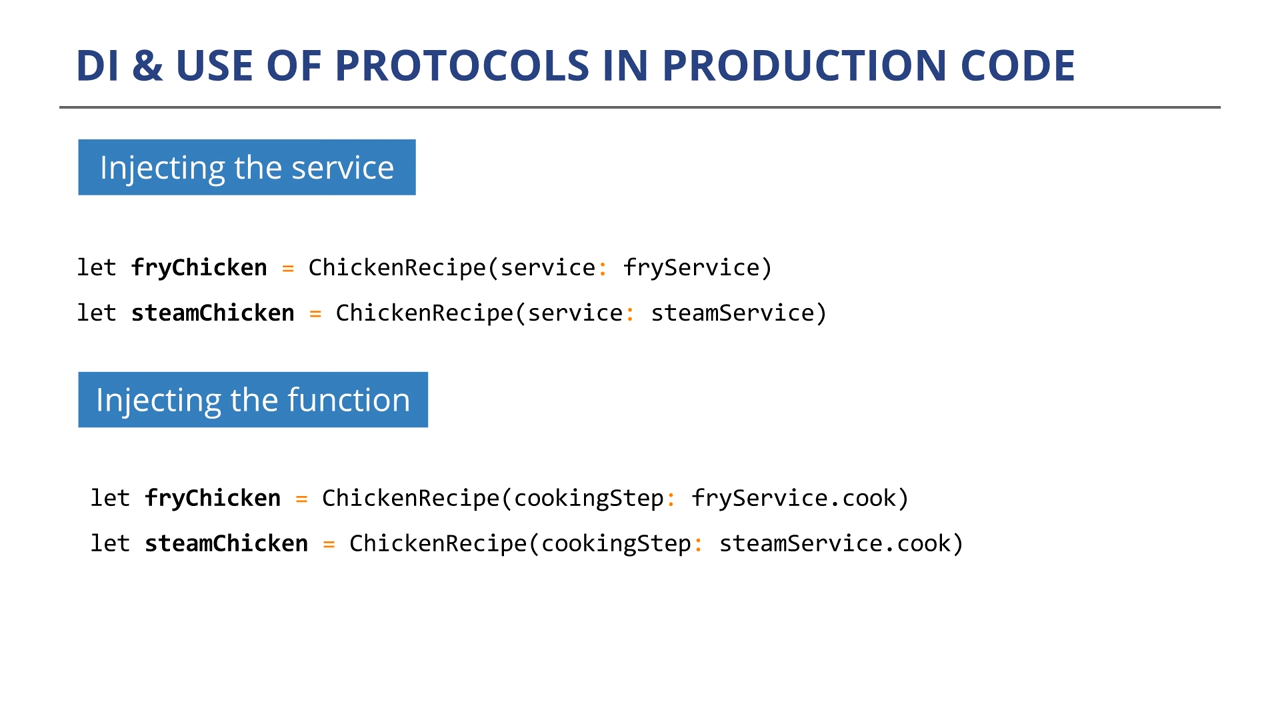 DI & USE OF PROTOCOLS IN PRODUCTION CODE
Injecting the service
let fryChicken = ChickenRecipe(service: fryService)
let steamChicken = ChickenRecipe(service: steamService)
Injecting the function
let fryChicken = ChickenRecipe(cookingStep: fryService.cook)
let steamChicken = ChickenRecipe(cookingStep: steamService.cook)